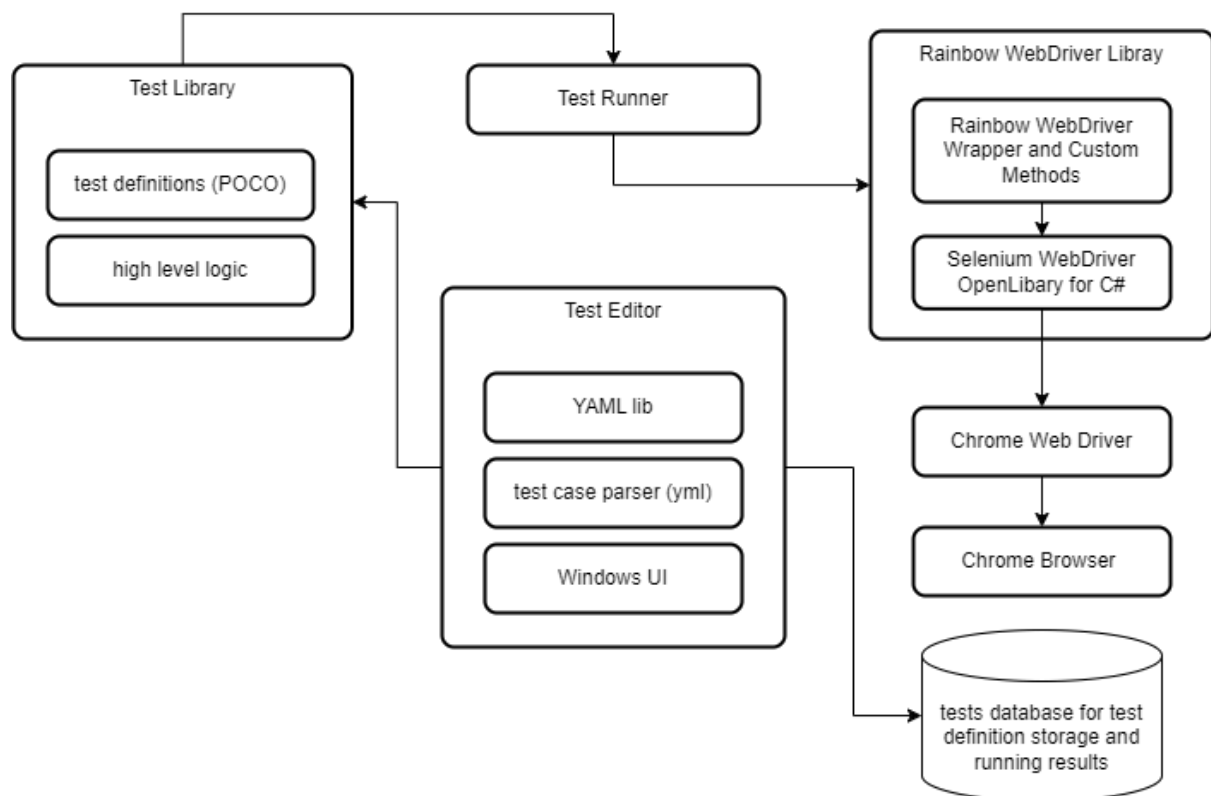 Test Library
test definitions (POCO)
high level logic
Test Runner
Rainbow WebDriver Libray
Rainbow WebDriver
Wrapper and Custom
Methods
Selenium WebDriver
OpenLibary for C#
Test Editor
YAML lib
test case parser (yml)
Windows UI
Chrome Web Driver
Chrome Browser
tests database for test
definition storage and
running results